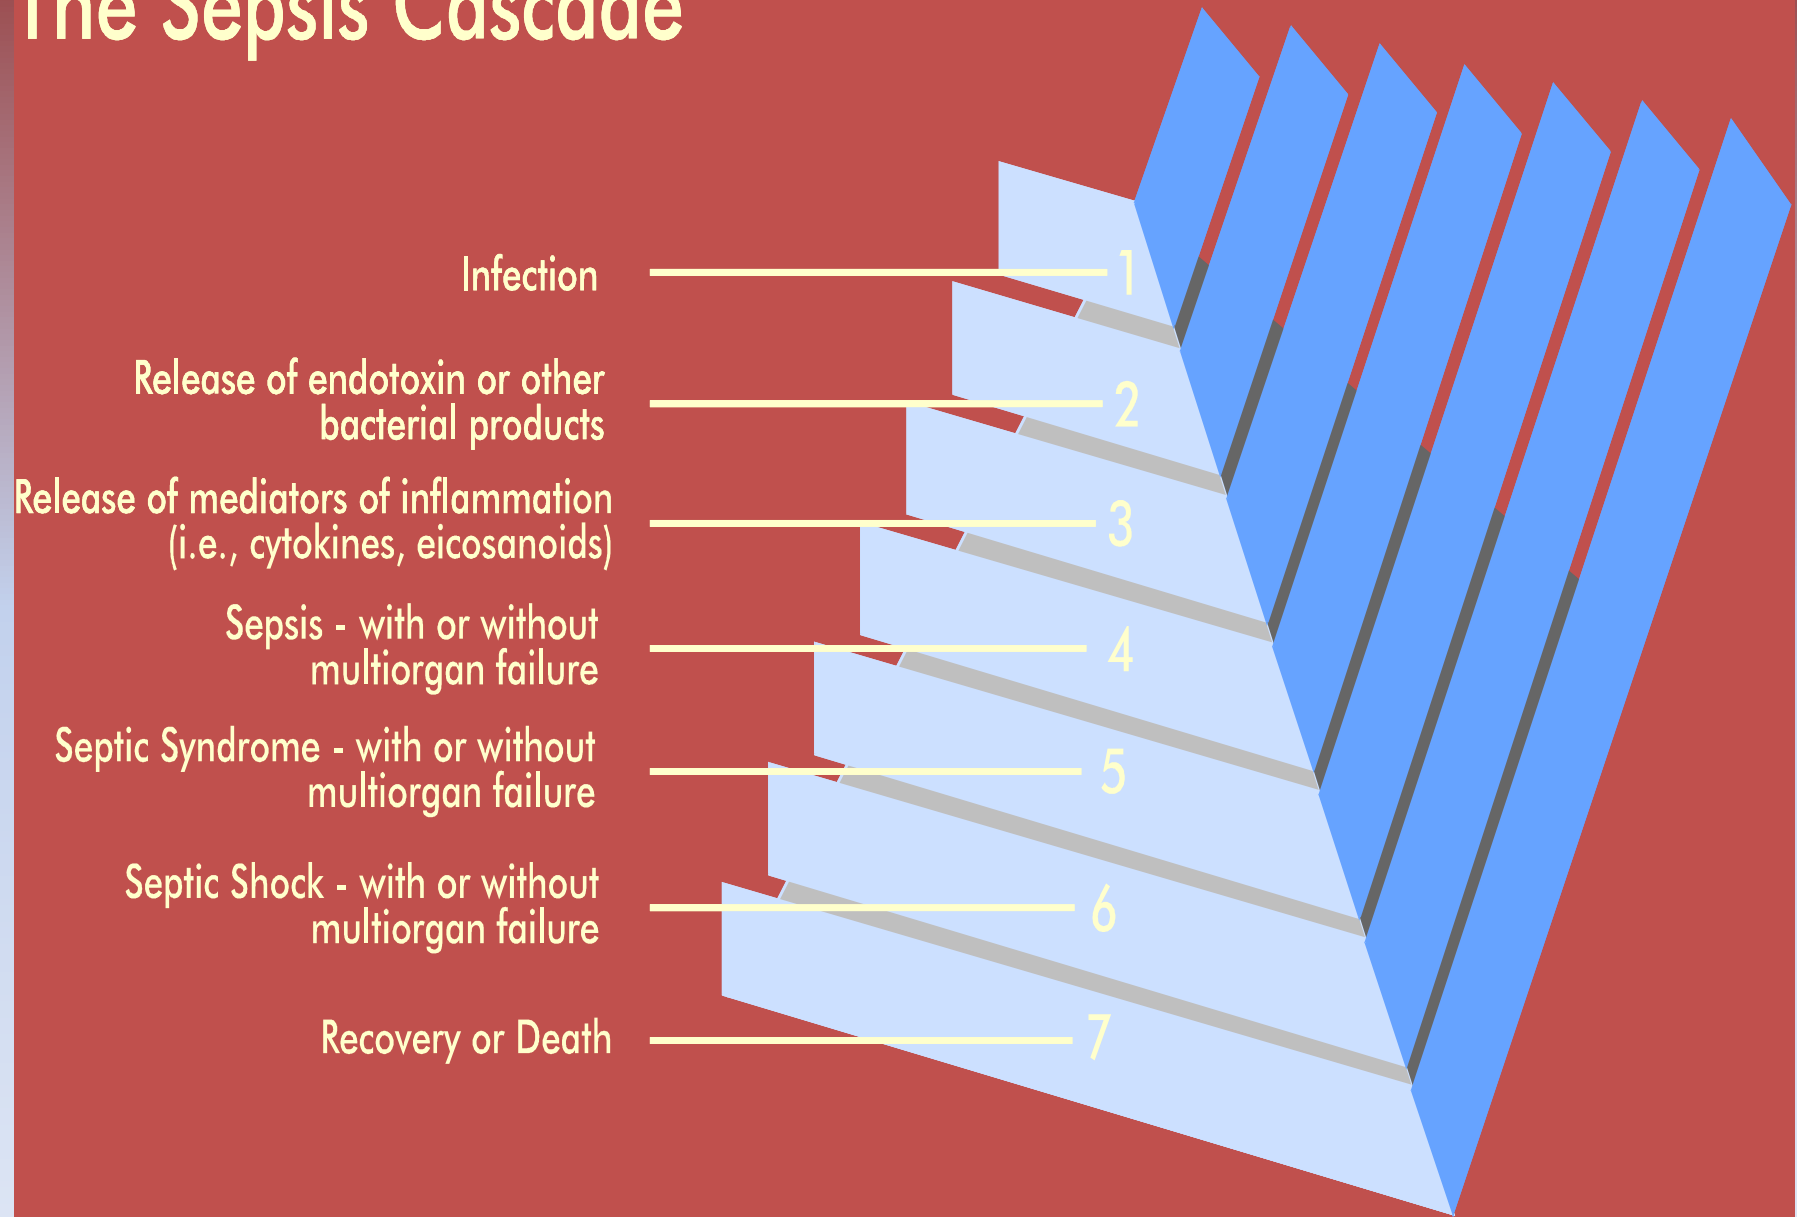 The Sepsis Cascade
Infection
1
Release of endotoxin or other
bacterial products
2
Release of mediators of inflammation
(i.e., cytokines, eicosanoids)
3
Sepsis - with or without
multiorgan failure
4
Septic Syndrome - with or without
multiorgan failure
5
Septic Shock - with or without
multiorgan failure
6
Recovery or Death
7